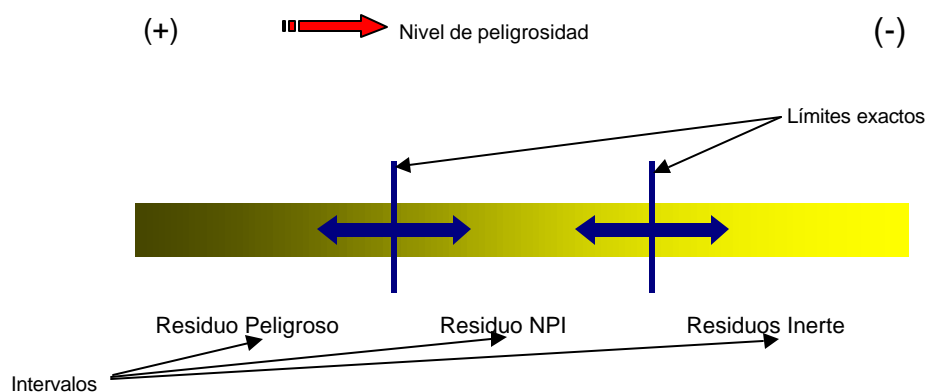 (+)
Nivel de peligrosidad
(-)
Límites exactos
Residuo Peligroso
Residuo NPI
Residuos Inerte
Intervalos